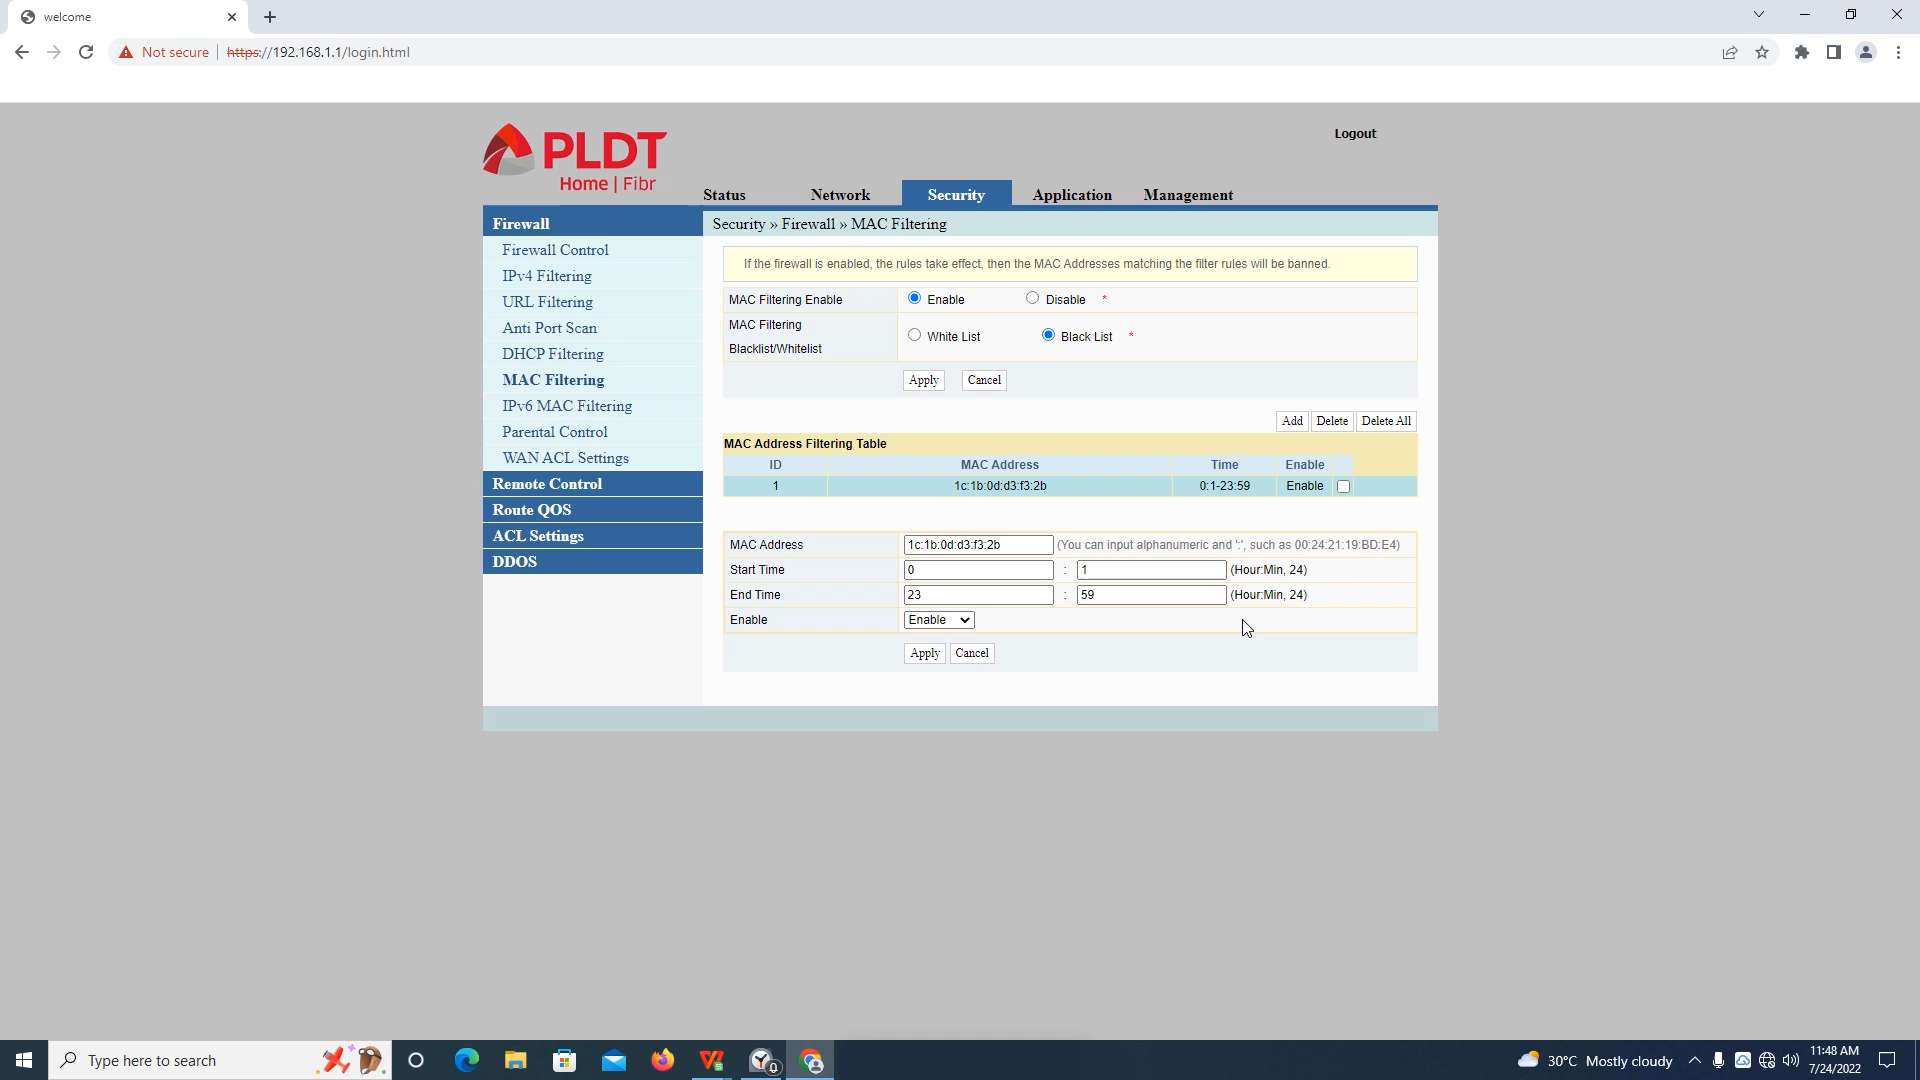 welcome
Not secure
https://192.168.1.1/login.html
PLDT
Home | Fibr
Logout
Status Network Security Application Management
Firewall
Firewall Control
IPv4 Filtering
URL Filtering
Anti Port Scan
DHCP Filtering
MAC Filtering
IPv6 MAC Filtering
Parental Control
WAN ACL Settings
Remote Control
Route QOS
ACL Settings
DDOS
Security » Firewall » MAC Filtering
If the firewall is enabled, the rules take effect, then the MAC Addresses matching the filter rules will be banned.
MAC Filtering Enable Enable Disable *
MAC Filtering
Blacklist/Whitelist White List Black List *
Apply Cancel
Add Delete Delete All
MAC Address Filtering Table
ID MAC Address Time Enable
1 1c:1b:0d:d3:f3:2b 0:1-23:59 Enable
MAC Address 1c:1b:0d:d3:f3:2b (You can input alphanumeric and ':', such as 00:24:21:19:BD:E4)
Start Time 0 : 1 (Hour:Min, 24)
End Time 23 : 59 (Hour:Min, 24)
Enable Enable
Apply Cancel
Type here to search
30°C Mostly cloudy
11:48 AM
7/24/2022